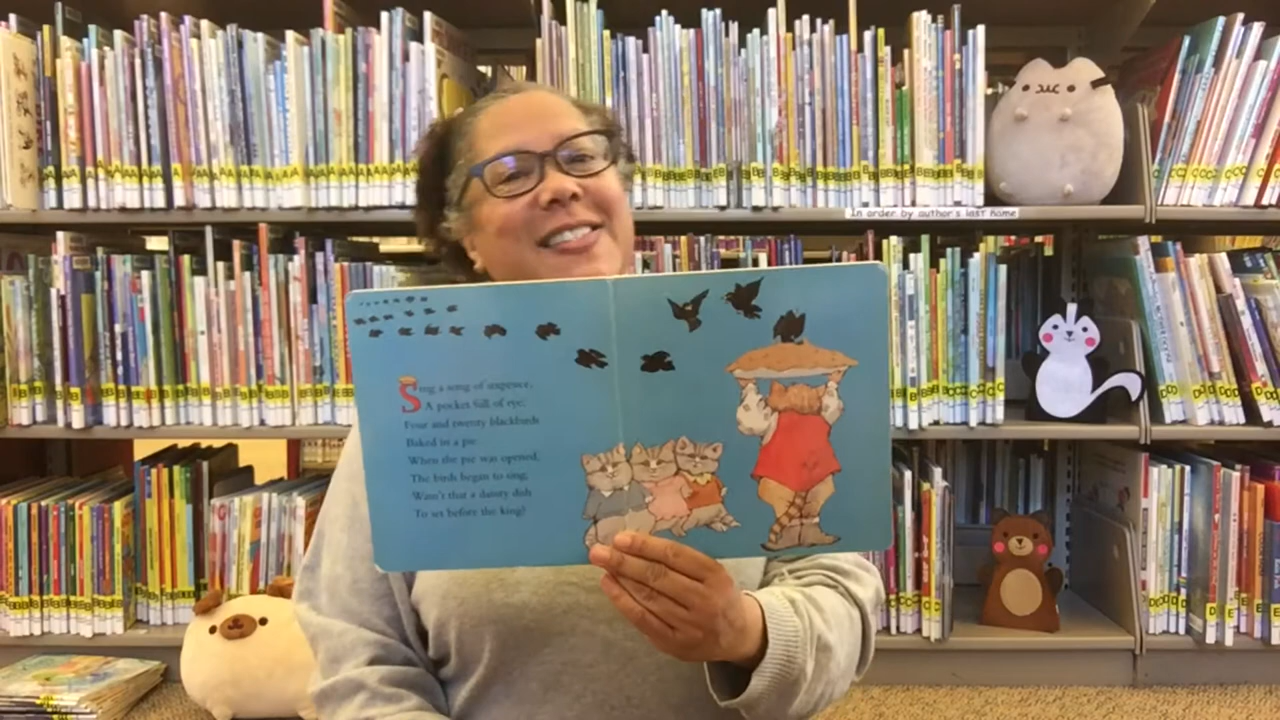 In order by author's last name
Sing a song of sixpence,
A pocket full of rye;
Four and twenty blackbirds
Baked in a pie.
When the pie was opened,
The birds began to sing;
Wasn't that a dainty dish
To set before the king?